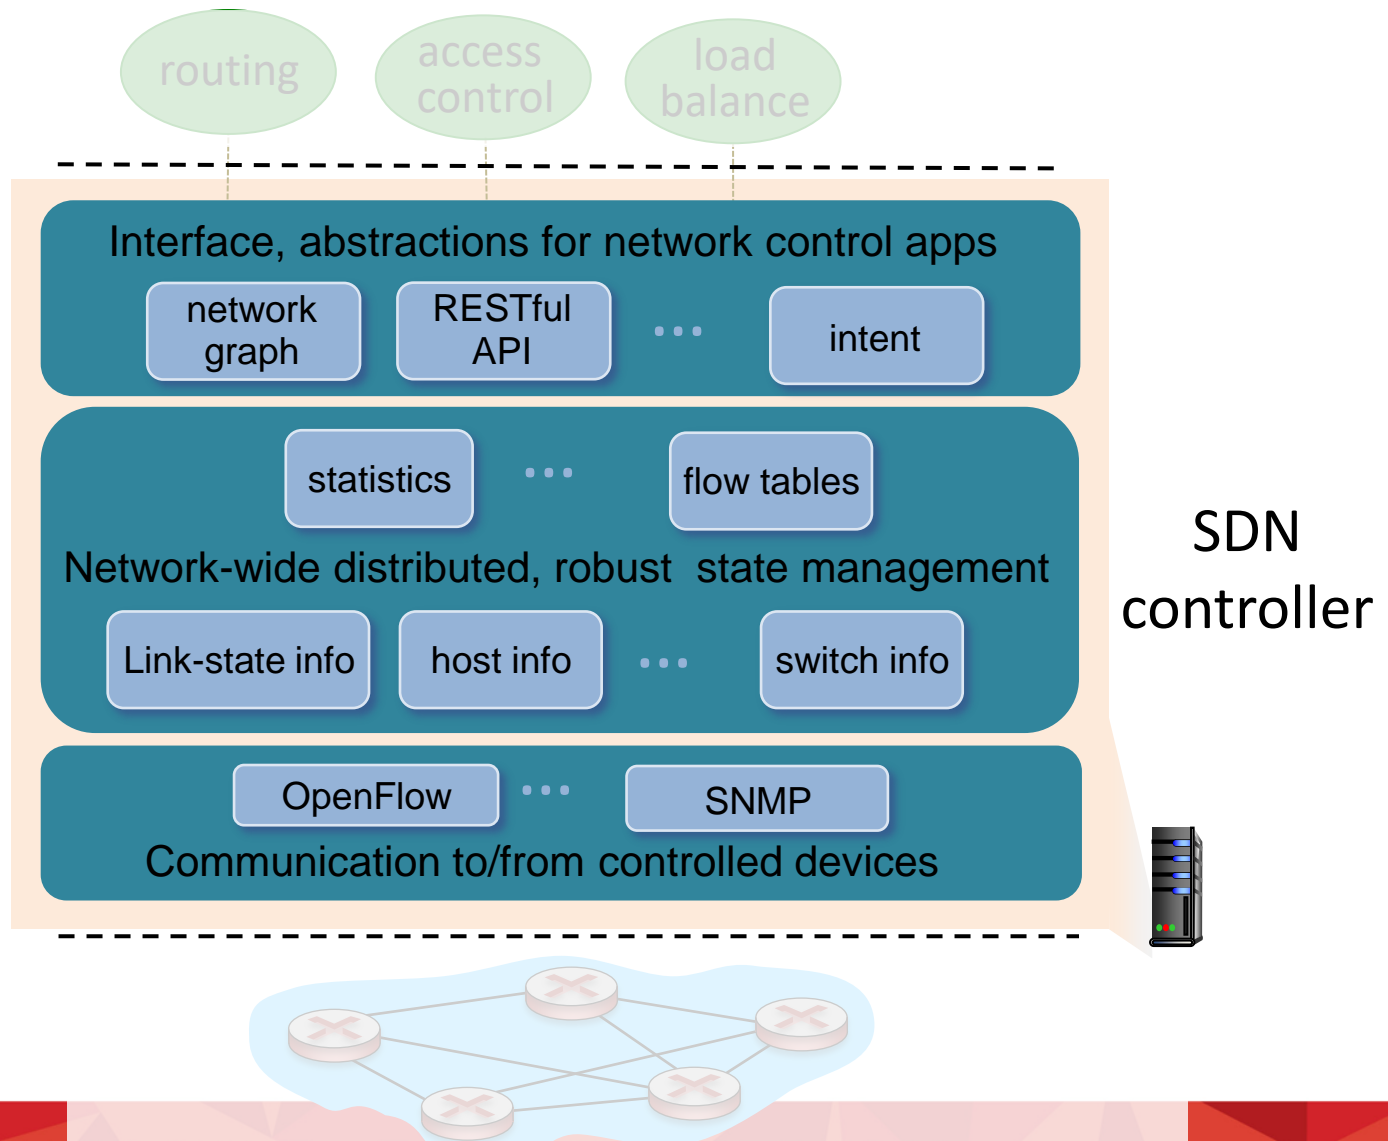 routing
access
control
load
balance
Interface, abstractions for network control apps
network
graph
RESTful
API
...
intent
statistics
...
flow tables
Network-wide distributed, robust  state management
Link-state info
host info
...
switch info
OpenFlow
...
SNMP
Communication to/from controlled devices
SDN
controller